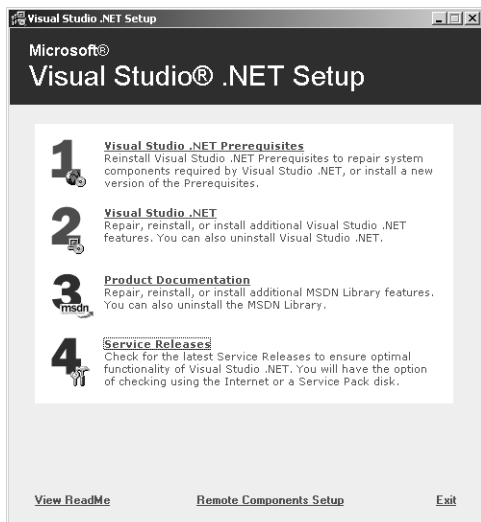 Visual Studio .NET Setup
Microsoft®
Visual Studio® .NET Setup
1
Visual Studio .NET Prerequisites
Reinstall Visual Studio .NET Prerequisites to repair system
components required by Visual Studio .NET, or install a new
version of the Prerequisites.
2
Visual Studio .NET
Repair, reinstall, or install additional Visual Studio .NET
features. You can also uninstall Visual Studio .NET.
3
msdn
Product Documentation
Repair, reinstall, or install additional MSDN Library features.
You can also uninstall the MSDN Library.
4
Service Releases
Check for the latest Service Releases to ensure optimal
functionality of Visual Studio .NET. You will have the option
of checking using the Internet or a Service Pack disk.
View ReadMe
Remote Components Setup
Exit